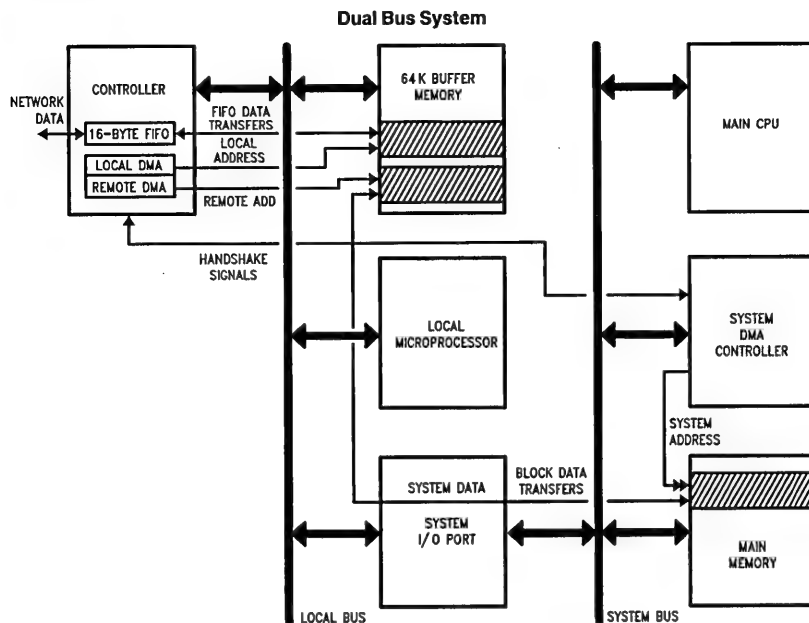 Dual Bus System
CONTROLLER
NETWORK
DATA
16-BYTE FIFO
LOCAL DMA
REMOTE DMA
FIFO DATA
TRANSFERS
LOCAL
ADDRESS
REMOTE ADD
64K BUFFER
MEMORY
MAIN CPU
HANDSHAKE
SIGNALS
LOCAL
MICROPROCESSOR
SYSTEM
DMA
CONTROLLER
SYSTEM
ADDRESS
SYSTEM DATA
SYSTEM
I/O PORT
BLOCK DATA
TRANSFERS
MAIN
MEMORY
LOCAL BUS
SYSTEM BUS